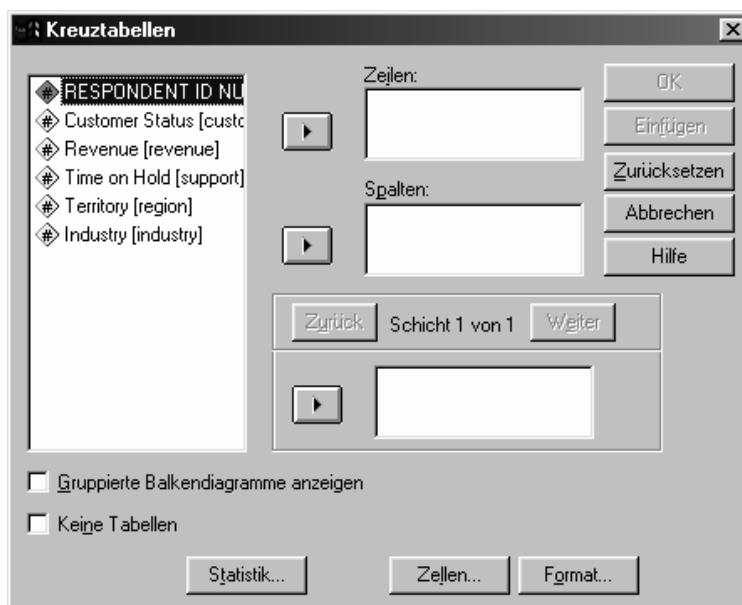 Kreuztabellen
RESPONDENT ID NU
Customer Status [custo
Revenue [revenue]
Time on Hold [support]
Territory [region]
Industry [industry]
Zeilen:
Spalten:
OK
Einfügen
Zurücksetzen
Abbrechen
Hilfe
Zurück
Schicht 1 von 1
Weiter
Gruppierte Balkendiagramme anzeigen
Keine Tabellen
Statistik...
Zellen...
Format...